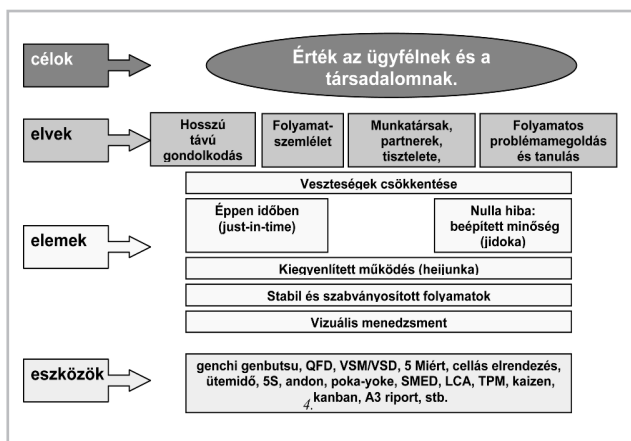 célok
Érték az ügyfélnek és a
társadalomnak.
elvek
Hosszú
távú
gondolkodás
Folyamat-
szemlélet
Munkatársak,
partnerek,
tisztelete,
Folyamatos
problémamegoldás
és tanulás
Veszteségek csökkentése
elemek
Éppen időben
(just-in-time)
Nulla hiba:
beépített minőség
(jidoka)
Kiegyenlített működés (heijunka)
Stabil és szabványosított folyamatok
Vizuális menedzsment
eszközök
genchi genbutsu, QFD, VSM/VSD, 5 Miért, cellás elrendezés,
ütemidő, 5S, andon, poka-yoke, SMED, LCA, TPM, kaizen,
kanban, A3 riport, stb.
4.